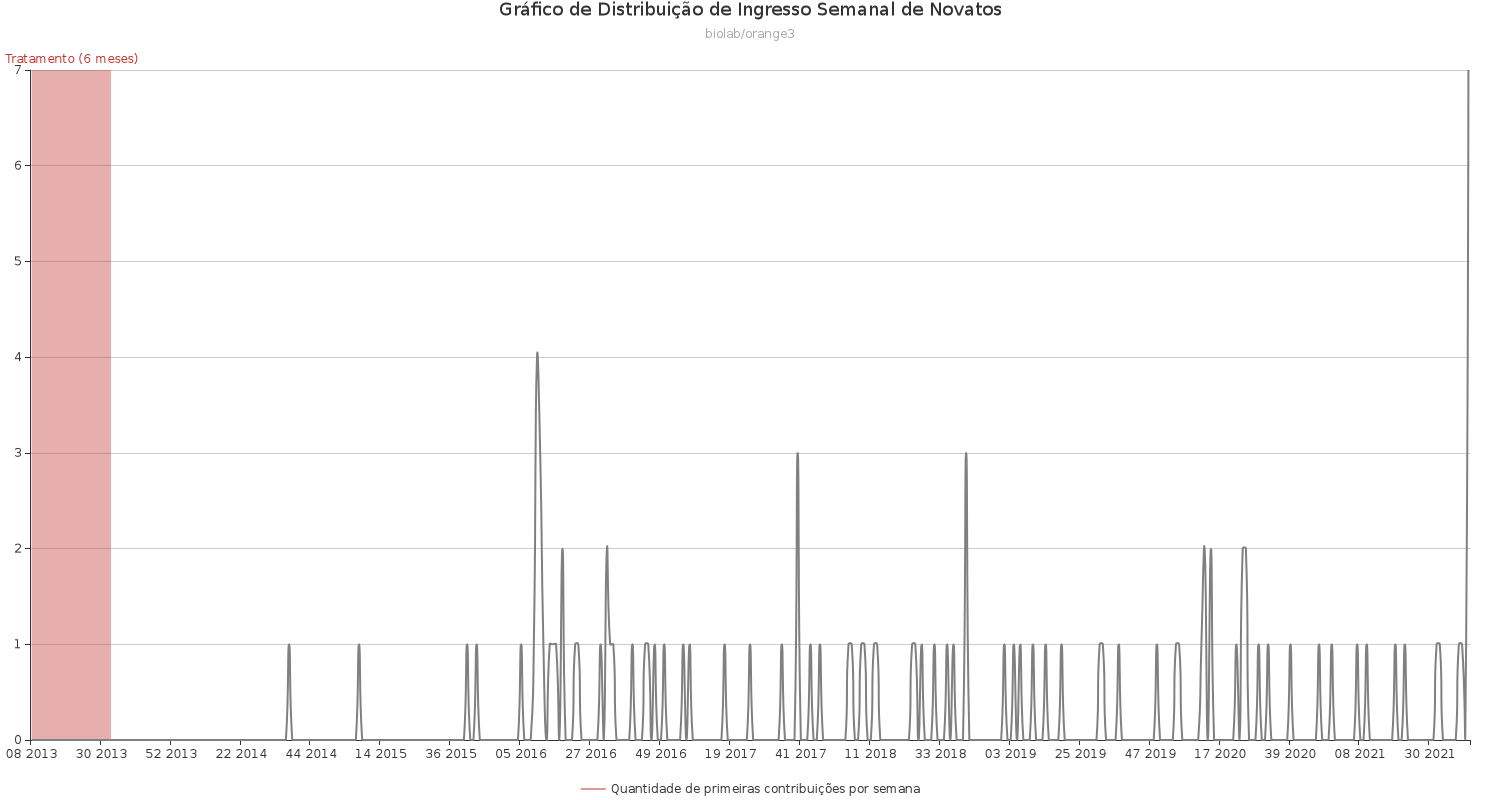 Gráfico de Distribuição de Ingresso Semanal de Novatos
biolab/orange3
Tratamento (6 meses)
7
6
5
4
3
2
1
0
08 2013 30 2013 52 2013 22 2014 44 2014 14 2015 36 2015 05 2016 27 2016 49 2016 19 2017 41 2017 11 2018 33 2018 03 2019 25 2019 47 2019 17 2020 39 2020 08 2021 30 2021
Quantidade de primeiras contribuições por semana